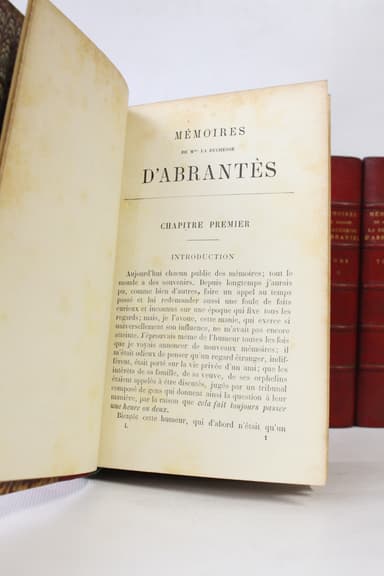 MÉMOIRES
DE Mme LA DUCHESSE
D'ABRANTÈS
CHAPITRE PREMIER
INTRODUCTION
Aujourd'hui chacun public des mémoires; tout le
monde a des souvenirs. Depuis longtemps j'aurais
pu, comme bien d'autres, faire un appel au temps
passé et lui redemander aussi une foule de faits
curieux et inconnus sur une époque qui fixe tous les
regards; mais, je l'avoue, cette manie, qui exerce si
universellement son influence, ne m'avait pas encore
atteinte. J'éprouvais même de l'humeur toutes les fois
que je voyais annoncer de nouveaux mémoires; il
m'était odieux de penser qu'un regard étranger, indif-
férent, était porté sur la vie privée d'un ami; que les
intérêts de sa famille, de sa veuve, de ses orphelins
étaient appelés à être discutés, jugés par un tribunal
composé de gens qui donnent ainsi la question à leur
manière, par la raison que cela fait toujours passer
une heure ou deux.
Bientôt cette humeur, qui d'abord n'était qu'un
I. 1
MÉMOIRES
LA DUCHESSE
D'ABRANTÈS